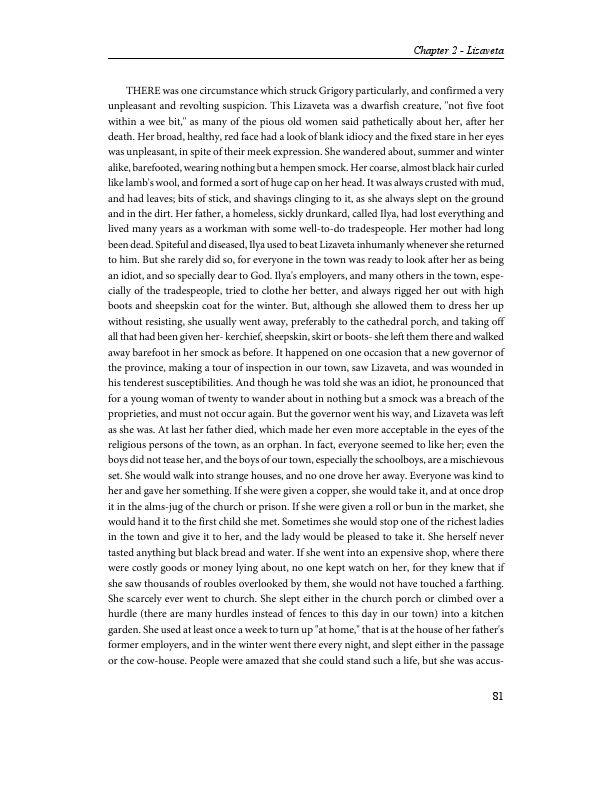 Chapter 2 - Lizaveta
THERE was one circumstance which struck Grigory particularly, and confirmed a very
unpleasant and revolting suspicion. This Lizaveta was a dwarfish creature, "not five foot
within a wee bit," as many of the pious old women said pathetically about her, after her
death. Her broad, healthy, red face had a look of blank idiocy and the fixed stare in her eyes
was unpleasant, in spite of their meek expression. She wandered about, summer and winter
alike, barefooted, wearing nothing but a hempen smock. Her coarse, almost black hair curled
like lamb's wool, and formed a sort of huge cap on her head. It was always crusted with mud,
and had leaves; bits of stick, and shavings clinging to it, as she always slept on the ground
and in the dirt. Her father, a homeless, sickly drunkard, called Ilya, had lost everything and
lived many years as a workman with some well-to-do tradespeople. Her mother had long
been dead. Spiteful and diseased, Ilya used to beat Lizaveta inhumanly whenever she returned
to him. But she rarely did so, for everyone in the town was ready to look after her as being
an idiot, and so specially dear to God. Ilya's employers, and many others in the town, espe-
cially of the tradespeople, tried to clothe her better, and always rigged her out with high
boots and sheepskin coat for the winter. But, although she allowed them to dress her up
without resisting, she usually went away, preferably to the cathedral porch, and taking off
all that had been given her- kerchief, sheepskin, skirt or boots- she left them there and walked
away barefoot in her smock as before. It happened on one occasion that a new governor of
the province, making a tour of inspection in our town, saw Lizaveta, and was wounded in
his tenderest susceptibilities. And though he was told she was an idiot, he pronounced that
for a young woman of twenty to wander about in nothing but a smock was a breach of the
proprieties, and must not occur again. But the governor went his way, and Lizaveta was left
as she was. At last her father died, which made her even more acceptable in the eyes of the
religious persons of the town, as an orphan. In fact, everyone seemed to like her; even the
boys did not tease her, and the boys of our town, especially the schoolboys, are a mischievous
set. She would walk into strange houses, and no one drove her away. Everyone was kind to
her and gave her something. If she were given a copper, she would take it, and at once drop
it in the alms-jug of the church or prison. If she were given a roll or bun in the market, she
would hand it to the first child she met. Sometimes she would stop one of the richest ladies
in the town and give it to her, and the lady would be pleased to take it. She herself never
tasted anything but black bread and water. If she went into an expensive shop, where there
were costly goods or money lying about, no one kept watch on her, for they knew that if
she saw thousands of roubles overlooked by them, she would not have touched a farthing.
She scarcely ever went to church. She slept either in the church porch or climbed over a
hurdle (there are many hurdles instead of fences to this day in our town) into a kitchen
garden. She used at least once a week to turn up "at home," that is at the house of her father's
former employers, and in the winter went there every night, and slept either in the passage
or the cow-house. People were amazed that she could stand such a life, but she was accus-
81